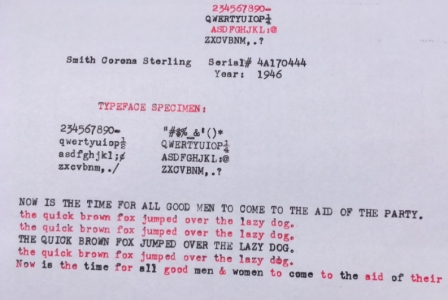 234567890-
QWERTYUIOP¼
ASDFGHJKL:@
ZXCVBNM,.?
Smith Corona Sterling Serial# 4A170444
Year: 1946
TYPEFACE SPECIMEN:
234567890- "#$%_&'()*
qwertyuiop½ QWERTYUIOP¼
asdfghjkl;¢ ASDFGHJKL:@
zxcvbnm,./ ZXCVBNM,.?
NOW IS THE TIME FOR ALL GOOD MEN TO COME TO THE AID OF THE PARTY.
the quick brown fox jumped over the lazy dog.
the quick brown fox jumped over the lazy dog.
THE QUICK BROWN FOX JUMPED OVER THE LAZY DOG.
the quick brown fox jumped over the lazy dog.
Now is the time for all good men & women to come to the aid of their